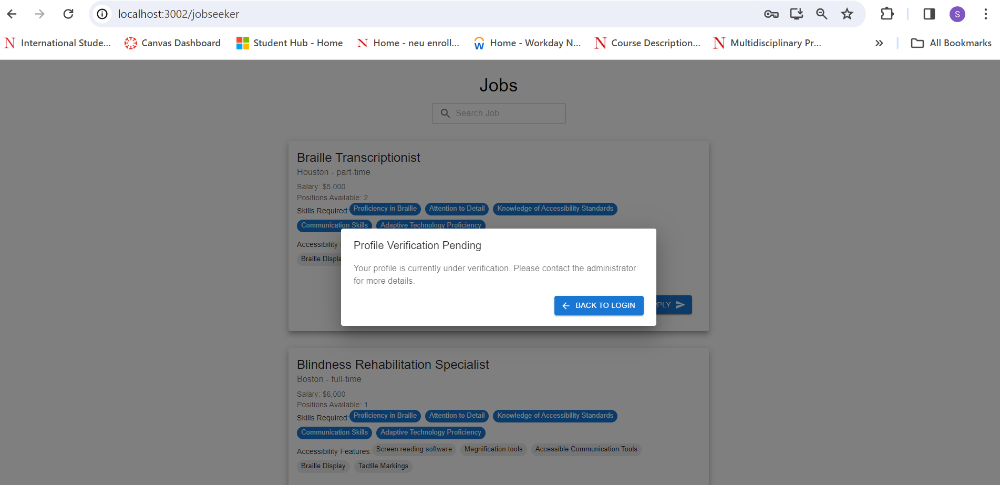 localhost:3002/jobseeker
S
International Stude...
Canvas Dashboard
Student Hub - Home
Home - neu enroll...
Home - Workday N...
Course Description...
Multidisciplinary Pr...
All Bookmarks
Jobs
Search Job
Braille Transcriptionist
Houston - part-time
Salary: $5,000
Positions Available: 2
Skills Required: Proficiency in Braille Attention to Detail Knowledge of Accessibility Standards
Communication Skills Adaptive Technology Proficiency
Accessibility
Braille Displa
Profile Verification Pending
Your profile is currently under verification. Please contact the administrator
for more details.
BACK TO LOGIN
PLY
Blindness Rehabilitation Specialist
Boston - full-time
Salary: $6,000
Positions Available: 1
Skills Required: Proficiency in Braille Attention to Detail Knowledge of Accessibility Standards
Communication Skills Adaptive Technology Proficiency
Accessibility Features: Screen reading software Magnification tools Accessible Communication Tools
Braille Display Tactile Markings